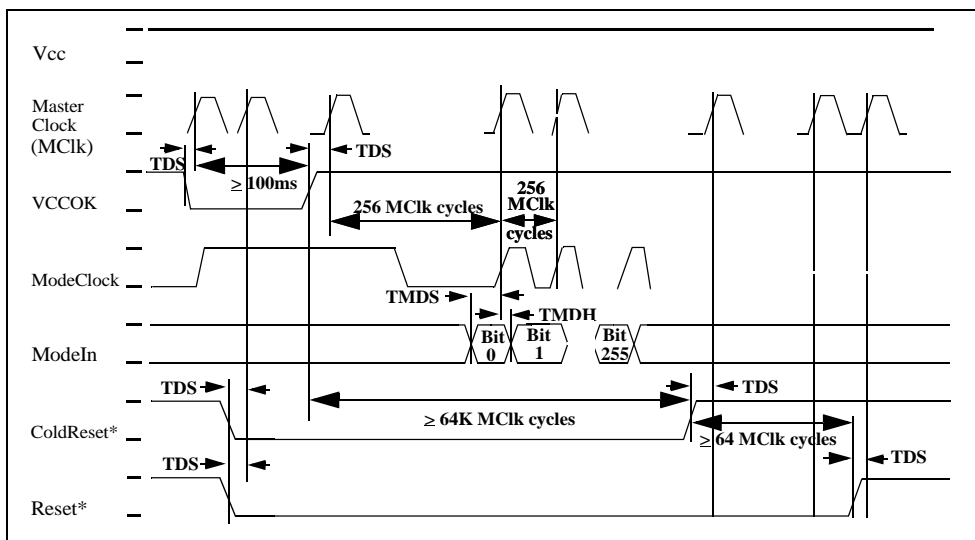 Vcc
Master
Clock
(MClk)
TDS
TDS
≥ 100ms
VCCOK
256 MClk cycles
256
MClk
cycles
ModeClock
TMDS
TMDH
ModeIn
Bit
0
Bit
1
Bit
255
TDS
TDS
≥ 64K MClk cycles
ColdReset*
≥ 64 MClk cycles
TDS
TDS
Reset*